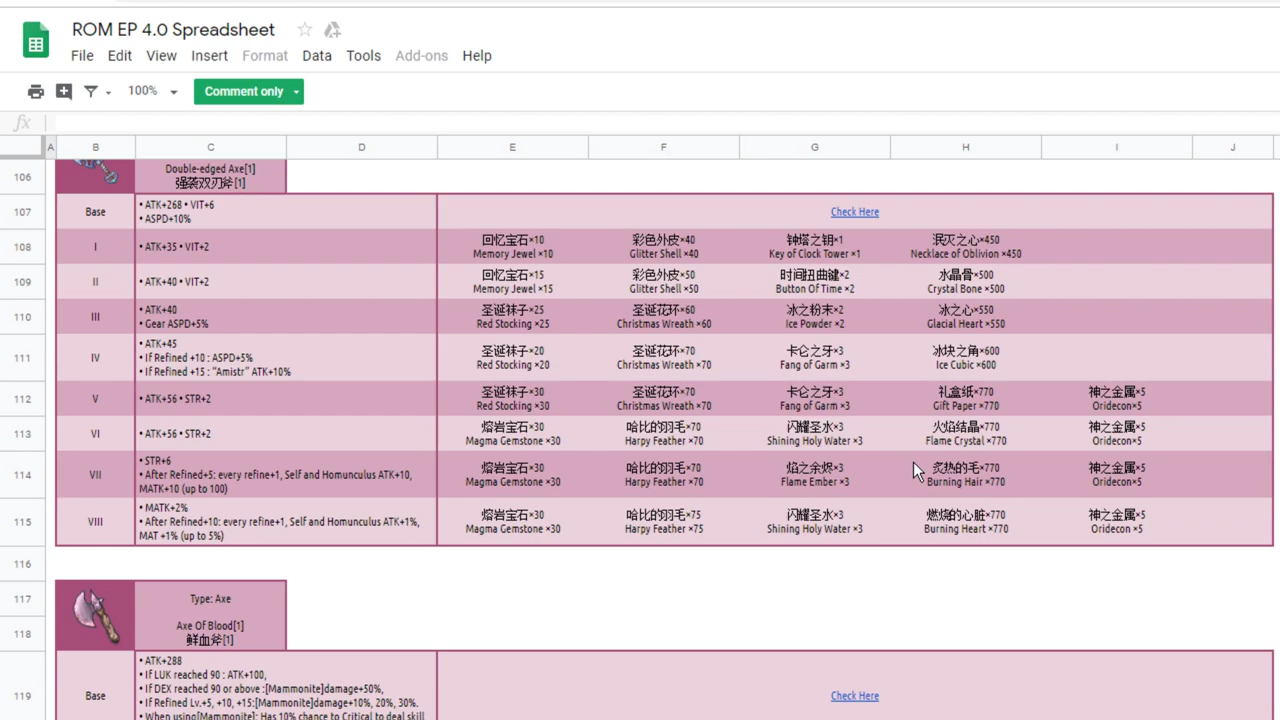 ROM EP 4.0 Spreadsheet
File Edit View Insert Format Data Tools Add-ons Help
100% Comment only
fx
A B C D E F G H I J
106 Double-edged Axe[1]
强袭双刃斧[1]
107 Base • ATK+268 • VIT+6
• ASPD+10%
Check Here
108 I • ATK+35 • VIT+2
回忆宝石×10 彩色外皮×40 钟塔之钥×1 泯灭之心×450
Memory Jewel ×10 Glitter Shell ×40 Key of Clock Tower ×1 Necklace of Oblivion ×450
109 II • ATK+40 • VIT+2
回忆宝石×15 彩色外皮×50 时间扭曲键×2 水晶骨×500
Memory Jewel ×15 Glitter Shell ×50 Button Of Time ×2 Crystal Bone ×500
110 III • ATK+40
• Gear ASPD+5%
圣诞袜子×25 圣诞花环×60 冰之粉末×2 冰之心×550
Red Stocking ×25 Christmas Wreath ×60 Ice Powder ×2 Glacial Heart ×550
111 IV • ATK+45
• If Refined +10 : ASPD+5%
• If Refined +15 : "Amistr" ATK+10%
圣诞袜子×20 圣诞花环×70 卡仑之牙×3 冰块之角×600
Red Stocking ×20 Christmas Wreath ×70 Fang of Garm ×3 Ice Cubic ×600
112 V • ATK+56 • STR+2
圣诞袜子×30 圣诞花环×70 卡仑之牙×3 礼盒纸×770 神之金属×5
Red Stocking ×30 Christmas Wreath ×70 Fang of Garm ×3 Gift Paper ×770 Oridecon×5
113 VI • ATK+56 • STR+2
熔岩宝石×30 哈比的羽毛×70 闪耀圣水×3 火焰结晶×770 神之金属×5
Magma Gemstone ×30 Harpy Feather ×70 Shining Holy Water ×3 Flame Crystal ×770 Oridecon×5
114 VII • STR+6
• After Refined+5: every refine+1, Self and Homunculus ATK+10,
MATK+10 (up to 100)
熔岩宝石×30 哈比的羽毛×70 焰之余烬×3 炙热的毛×770 神之金属×5
Magma Gemstone ×30 Harpy Feather ×70 Flame Ember ×3 Burning Hair ×770 Oridecon×5
115 VIII • MATK+2%
• After Refined+10: every refine+1, Self and Homunculus ATK+1%,
MAT +1% (up to 5%)
熔岩宝石×30 哈比的羽毛×75 闪耀圣水×3 燃烧的心脏×770 神之金属×5
Magma Gemstone ×30 Harpy Feather ×75 Shining Holy Water ×3 Burning Heart ×770 Oridecon ×5
116
117 Type: Axe
118 Axe Of Blood[1]
鲜血斧[1]
119 Base • ATK+288
• If LUK reached 90 : ATK+100,
• If DEX reached 90 or above :[Mammonite]damage+50%,
• If Refined Lv.+5, +10, +15:[Mammonite]damage+10%, 20%, 30%.
• When using[Mammonite]: Has 10% chance to Critical to deal skill
Check Here